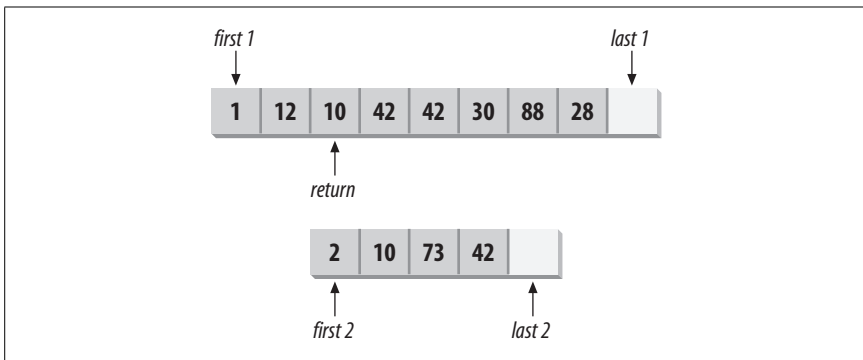 first 1 last 1
1 12 10 42 42 30 88 28
return
2 10 73 42
first 2 last 2